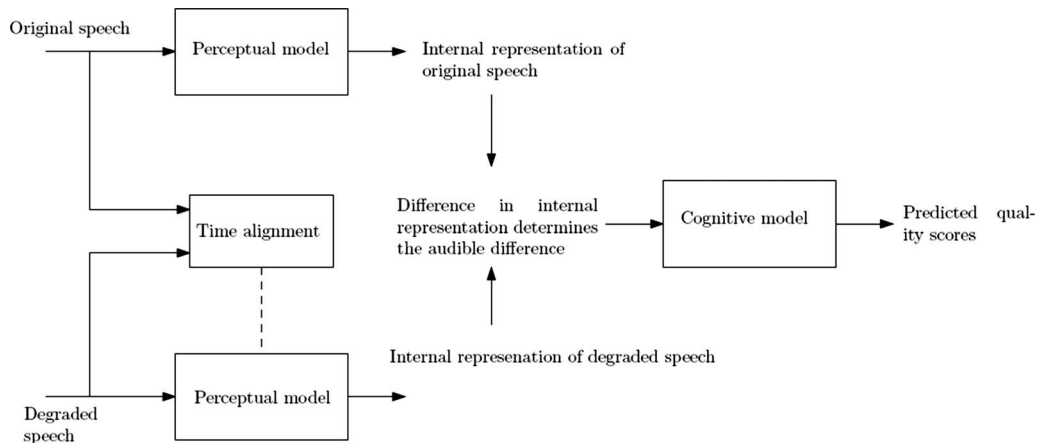 Original speech
Perceptual model
Internal representation of
original speech
Time alignment
Difference in internal
representation determines
the audible difference
Cognitive model
Predicted qual-
ity scores
Internal represenation of degraded speech
Perceptual model
Degraded
speech